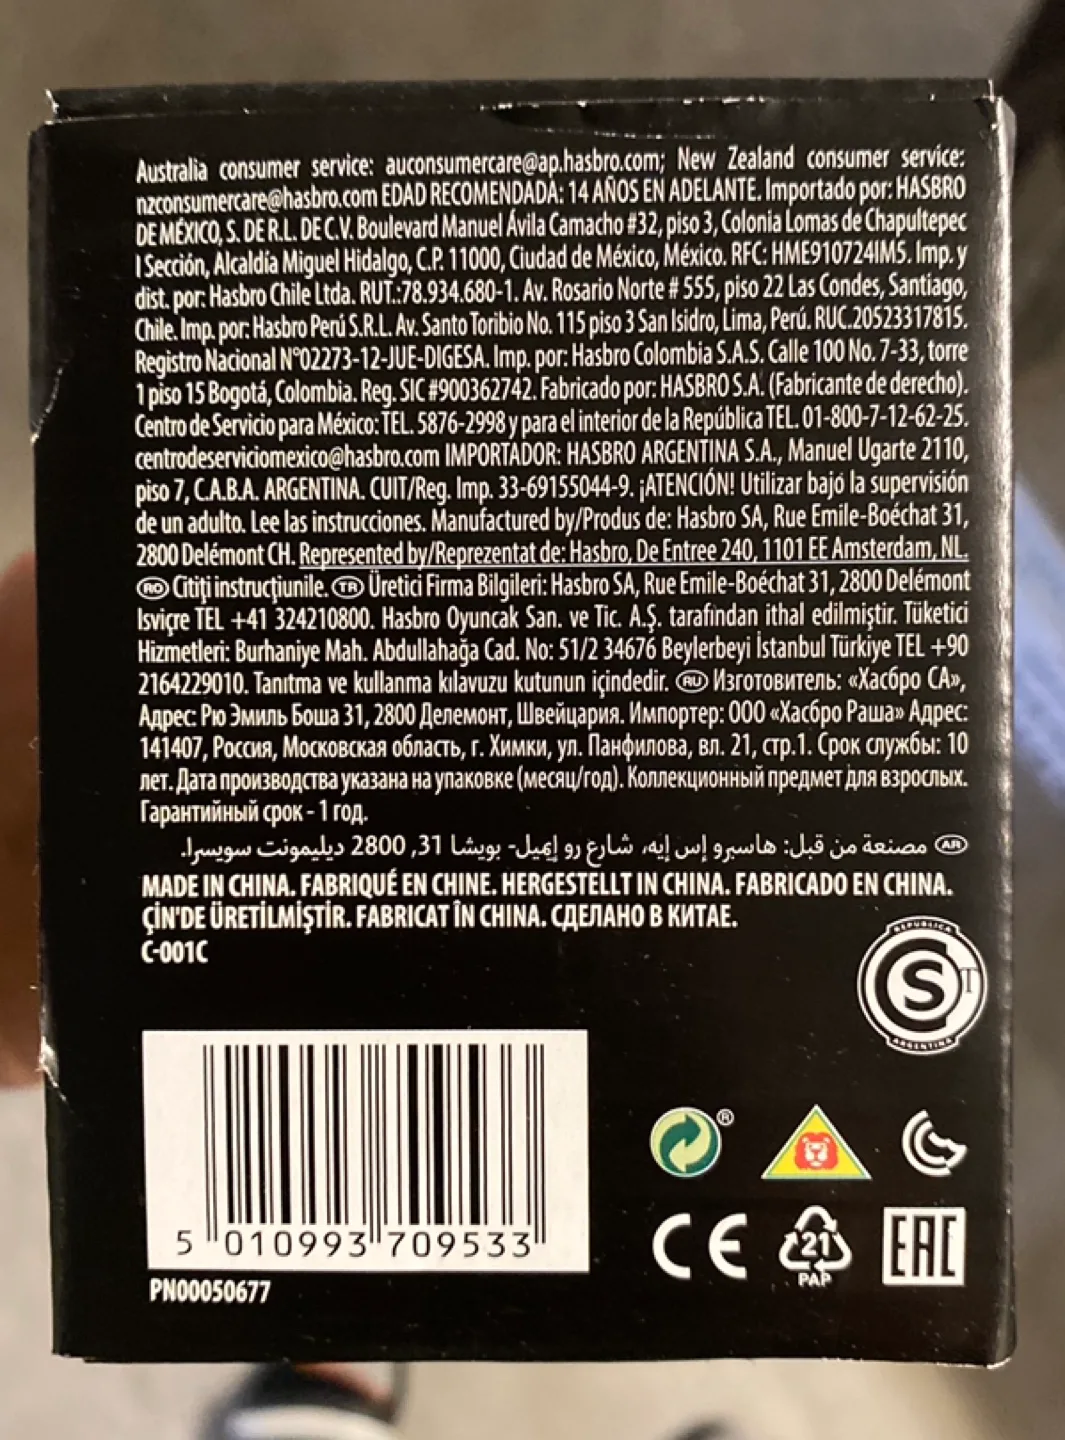 Australia consumer service: auconsumercare@ap.hasbro.com; New Zealand consumer service:
nzconsumercare@hasbro.com EDAD RECOMENDADA: 14 AÑOS EN ADELANTE. Importado por: HASBRO
DE MÉXICO, S. DE R.L. DE C.V. Boulevard Manuel Ávila Camacho #32, piso 3, Colonia Lomas de Chapultepec
I Sección, Alcaldía Miguel Hidalgo, C.P. 11000, Ciudad de México, México. RFC: HME910724IM5. Imp. y
dist. por: Hasbro Chile Ltda. RUT.:78.934.680-1. Av. Rosario Norte # 555, piso 22 Las Condes, Santiago,
Chile. Imp. por: Hasbro Perú S.R.L. Av. Santo Toribio No. 115 piso 3 San Isidro, Lima, Perú. RUC.20523317815.
Registro Nacional N°02273-12-JUE-DIGESA. Imp. por: Hasbro Colombia S.A.S. Calle 100 No. 7-33, torre
1 piso 15 Bogotá, Colombia. Reg. SIC #900362742. Fabricado por: HASBRO S.A. (Fabricante de derecho).
Centro de Servicio para México: TEL. 5876-2998 y para el interior de la República TEL. 01-800-7-12-62-25.
centrodeserviciomexico@hasbro.com IMPORTADOR: HASBRO ARGENTINA S.A., Manuel Ugarte 2110,
piso 7, C.A.B.A. ARGENTINA. CUIT/Reg. Imp. 33-69155044-9. ¡ATENCIÓN! Utilizar bajó la supervisión
de un adulto. Lee las instrucciones. Manufactured by/Produs de: Hasbro SA, Rue Emile-Boéchat 31,
2800 Delémont CH. Represented by/Reprezentat de: Hasbro, De Entree 240, 1101 EE Amsterdam, NL.
RO Citiți instrucțiunile. TR Üretici Firma Bilgileri: Hasbro SA, Rue Emile-Boéchat 31, 2800 Delémont
Isviçre TEL +41 324210800. Hasbro Oyuncak San. ve Tic. A.Ş. tarafından ithal edilmiştir. Tüketici
Hizmetleri: Burhaniye Mah. Abdullahağa Cad. No: 51/2 34676 Beylerbeyi İstanbul Türkiye TEL +90
2164229010. Tanıtma ve kullanma kılavuzu kutunun içindedir. RU Изготовитель: «Хасбро СА»,
Адрес: Рю Эмиль Боша 31, 2800 Делемонт, Швейцария. Импортер: ООО «Хасбро Раша» Адрес:
141407, Россия, Московская область, г. Химки, ул. Панфилова, вл. 21, стр.1. Срок службы: 10
лет. Дата производства указана на упаковке (месяц/год). Коллекционный предмет для взрослых.
Гарантийный срок - 1 год.
AR مصنعة من قبل: هاسبرو إس إيه، شارع رو إيميل- بويشا 31, 2800 ديليمونت سويسرا.
MADE IN CHINA. FABRIQUÉ EN CHINE. HERGESTELLT IN CHINA. FABRICADO EN CHINA.
ÇİN'DE ÜRETİLMİŞTİR. FABRICAT ÎN CHINA. СДЕЛАНО В КИТАЕ.
C-001C
REPUBLICA
CST
ARGENTINA
5 010993 709533
PN00050677
®
CE
21
PAP
EAC